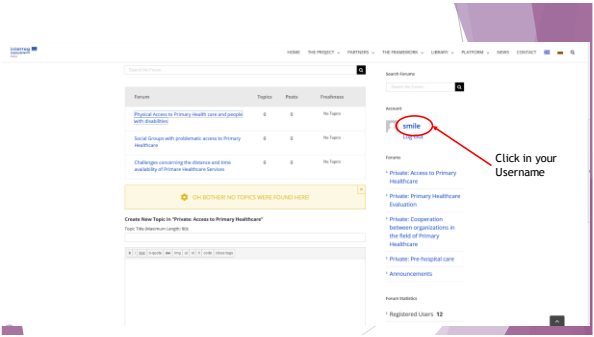 Interreg
HOME THE PROJECT PARTNERS THE FRAMEWORKS LIBRARY PLATFORM NEWS CONTACT
Search the Forum...
Search Forums
Search the Forum...
Forum Topics Posts Freshness
Account
Physical Access to Primary Health care and people
with disabilities
0 0 No Topics
smile
Log Out
Social Groups with problematic access to Primary
Healthcare
0 0 No Topics
Click in your
Username
Challenges concerning the distance and time
availability of Primare Healthcare Services
0 0 No Topics
Forums
Private: Access to Primary
Healthcare
Private: Primary Healthcare
Evaluation
OH BOTHER! NO TOPICS WERE FOUND HERE!
Private: Cooperation
between organizations in
the field of Primary
Healthcare
Create New Topic in "Private: Access to Primary Healthcare"
Topic Title (Maximum Length: 80):
Private: Pre-hospital care
Announcements
Forum Statistics
Registered Users 12